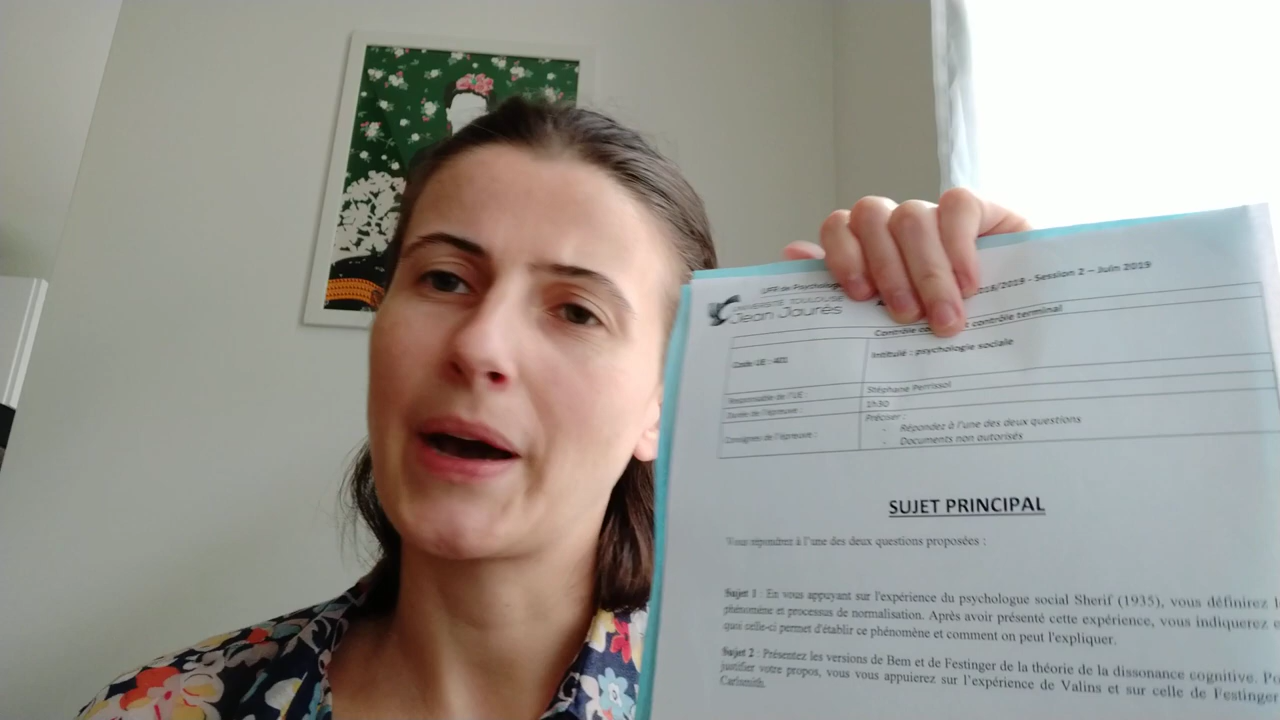 UFR de Psychologie
UNIVERSITÉ TOULOUSE
Jean Jaurès
2018/2019 - Session 2 – Juin 2019
Contrôle co t contrôle terminal
Code UE : 401
Intitulé : psychologie sociale
Responsable de l'UE :
Stéphane Perrissol
Durée de l'épreuve :
1h30
Consignes de l'épreuve :
Préciser :
- Répondez à l'une des deux questions
- Documents non autorisés
SUJET PRINCIPAL
Vous répondrez à l'une des deux questions proposées :
Sujet 1 : En vous appuyant sur l'expérience du psychologue social Sherif (1935), vous définirez l
phénomène et processus de normalisation. Après avoir présenté cette expérience, vous indiquerez e
quoi celle-ci permet d'établir ce phénomène et comment on peut l'expliquer.
Sujet 2 : Présentez les versions de Bem et de Festinger de la théorie de la dissonance cognitive. Po
justifier votre propos, vous vous appuierez sur l'expérience de Valins et sur celle de Festinger
Carlsmith.